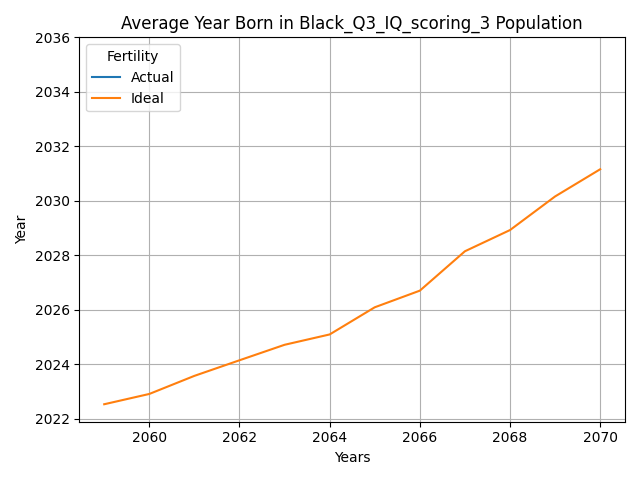 Average Year Born in Black_Q3_IQ_scoring_3 Population
2036
2034
2032
2030
2028
2026
2024
2022
Year
Fertility
Actual
Ideal
2060 2062 2064 2066 2068 2070
Years